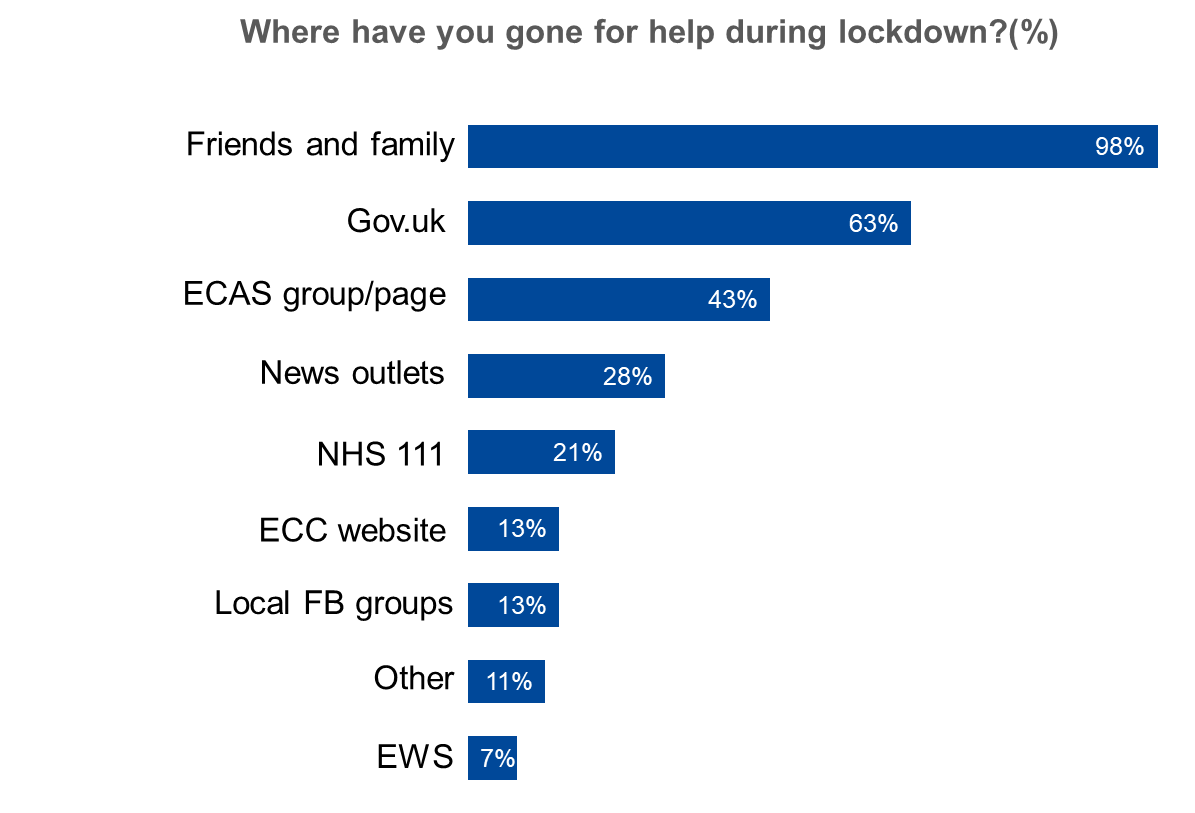 Where have you gone for help during lockdown?(%)
Friends and family 98%
Gov.uk 63%
ECAS group/page 43%
News outlets 28%
NHS 111 21%
ECC website 13%
Local FB groups 13%
Other 11%
EWS 7%